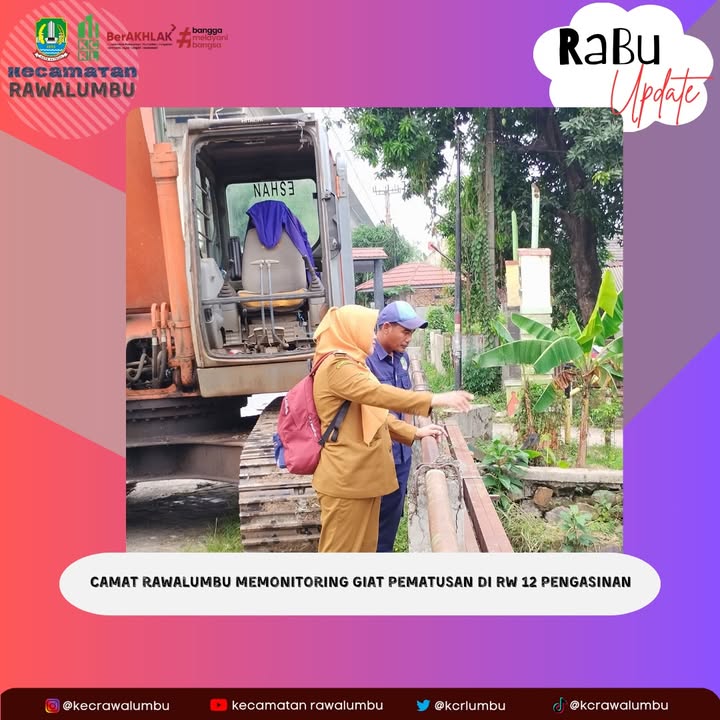 BerAKHLAK
#bangga
melayani
bangsa
Kecamatan
RAWALUMBU
RaBu
Update
ESHAN
CAMAT RAWALUMBU MEMONITORING GIAT PEMATUSAN DI RW 12 PENGASINAN
@kecrawalumbu
kecamatan rawalumbu
@kcrlumbu
@kcrawalumbu